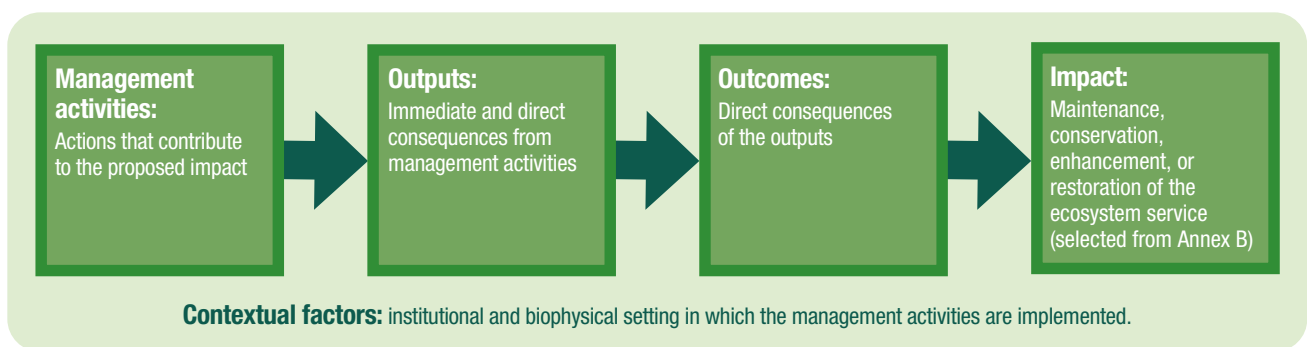 Management
activities:
Actions that contribute
to the proposed impact
Outputs:
Immediate and direct
consequences from
management activities
Outcomes:
Direct consequences
of the outputs
Impact:
Maintenance,
conservation,
enhancement, or
restoration of the
ecosystem service
(selected from Annex B)
Contextual factors: institutional and biophysical setting in which the management activities are implemented.